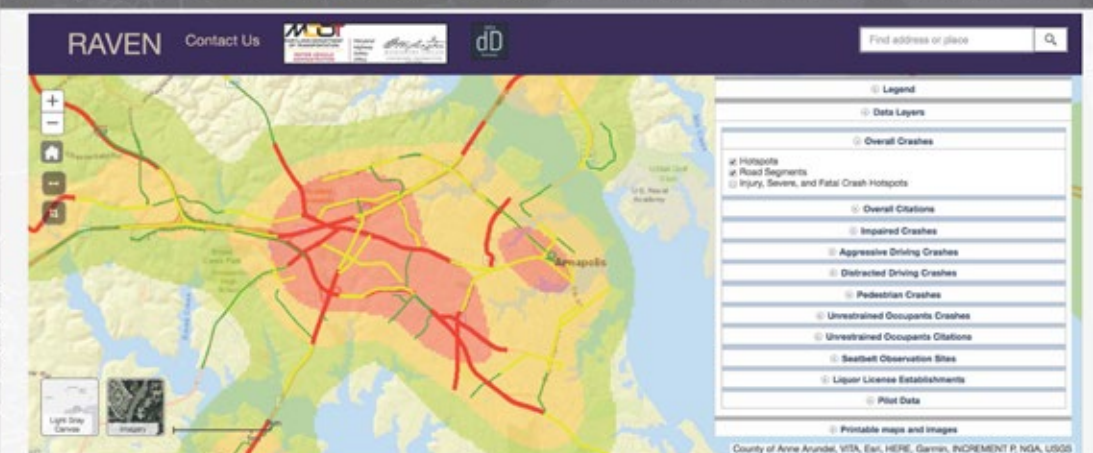 RAVEN
Contact Us
dD
Find address or place
Legend
Data Layers
Overall Crashes
Hotspots
Road Segments
Injury, Severe, and Fatal Crash Hotspots
Overall Citations
Impaired Crashes
Aggressive Driving Crashes
Distracted Driving Crashes
Pedestrian Crashes
Unrestrained Occupants Crashes
Unrestrained Occupants Citations
Seatbelt Observation Sites
Liquor License Establishments
Pilot Data
Printable maps and images
County of Anne Arundel, VITA, Esri, HERE, Garmin, INCREMENT P, NGA, USGS
U.S. Naval
Academy
Annapolis
Light Gray
Canvas
Imagery